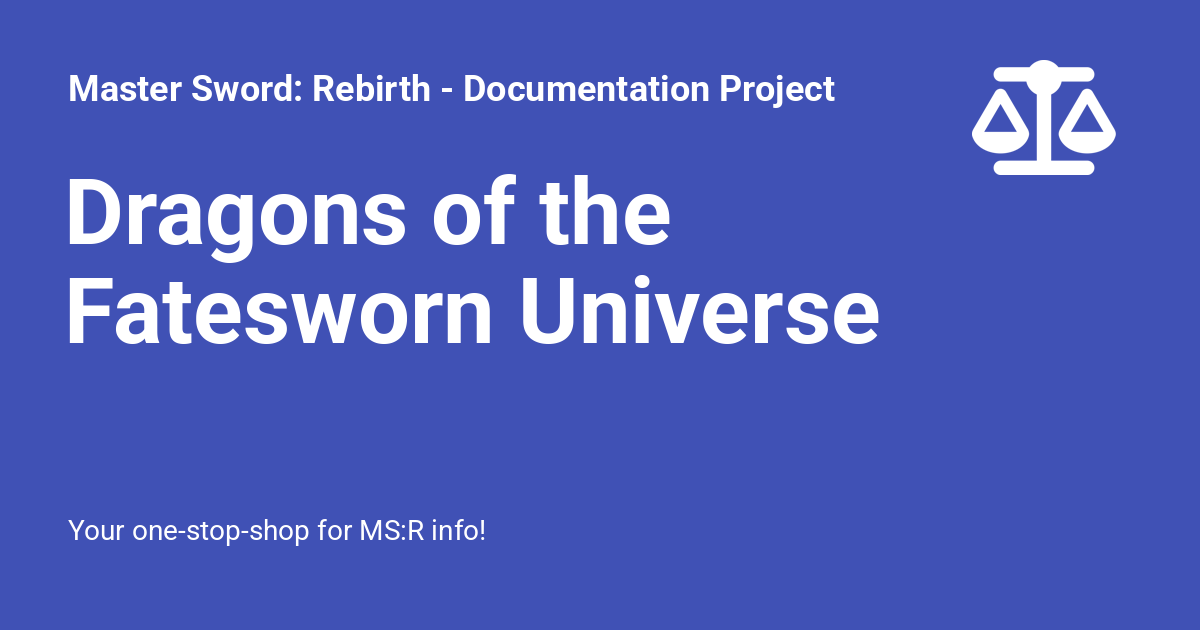 Master Sword: Rebirth - Documentation Project
Dragons of the
Fatesworn Universe
Your one-stop-shop for MS:R info!